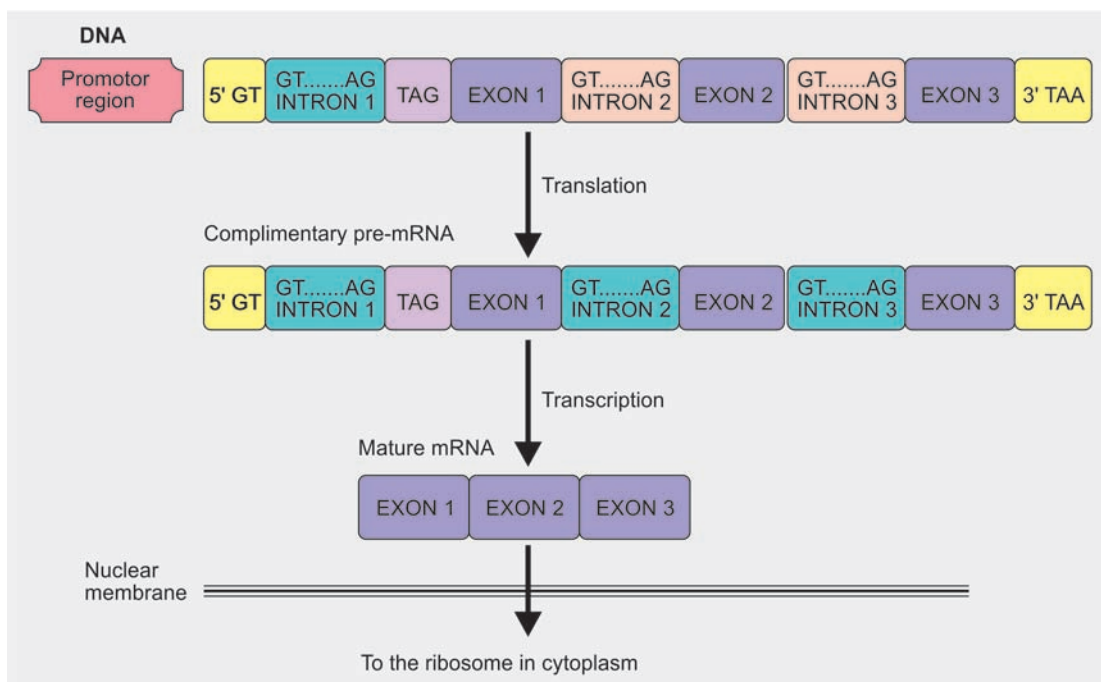 DNA
Promotor
region
5' GT
GT.......AG
INTRON 1
TAG
EXON 1
GT.......AG
INTRON 2
EXON 2
GT.......AG
INTRON 3
EXON 3
3' TAA
Translation
Complimentary pre-mRNA
5' GT
GT.......AG
INTRON 1
TAG
EXON 1
GT.......AG
INTRON 2
EXON 2
GT.......AG
INTRON 3
EXON 3
3' TAA
Transcription
Mature mRNA
EXON 1
EXON 2
EXON 3
Nuclear
membrane
To the ribosome in cytoplasm